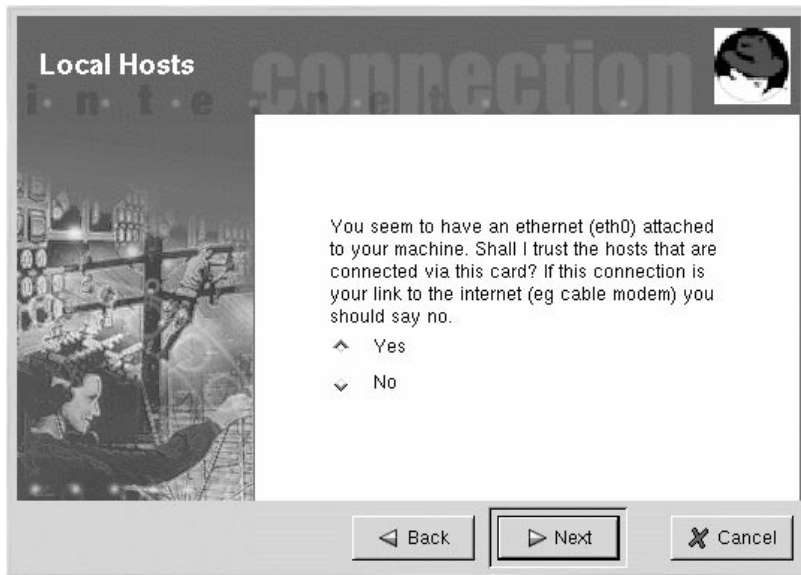 Local Hosts
connection
internet
You seem to have an ethernet (eth0) attached
to your machine. Shall I trust the hosts that are
connected via this card? If this connection is
your link to the internet (eg cable modem) you
should say no.
Yes
No
Back
Next
Cancel